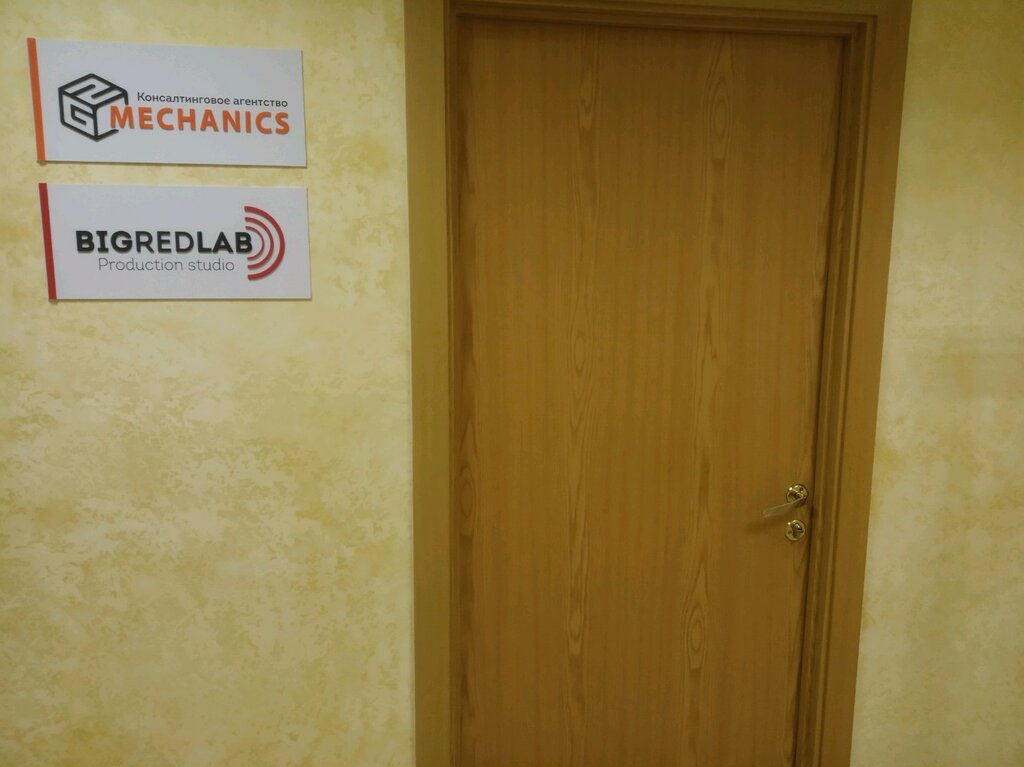 Консалтинговое агентство
MECHANICS
BIGREDLAB
Production studio